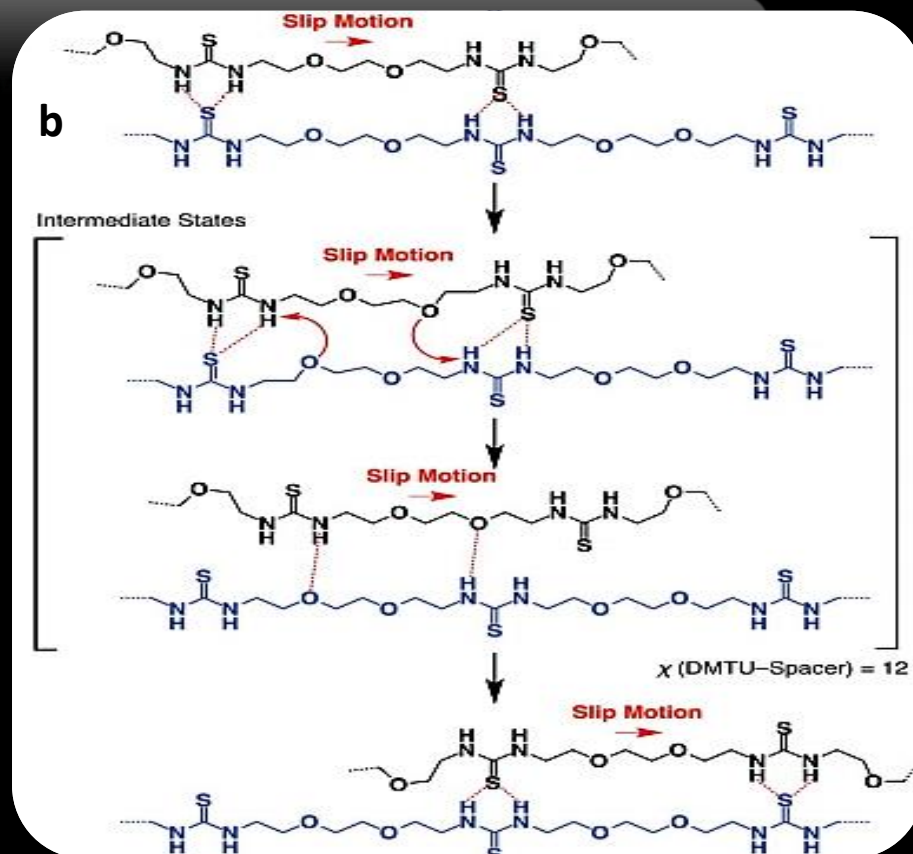 Slip Motion
O S H H O
N N O O N N
H H S
b
S H H S
N N O O N N O O N N
H H S H H
Intermediate States
Slip Motion
O S H H O
N N O O N N
H H S
S H O H S
N N O N N O O N N
H H S H H
Slip Motion
O S H H O
N N O O N N
H H S
S H H S
N N O O N N O O N N
H H S H H
χ (DMTU–Spacer) = 12
Slip Motion
H H S
N N O O N N
O S H H O
S H H S
N N O O N N O O N N
H H S H H